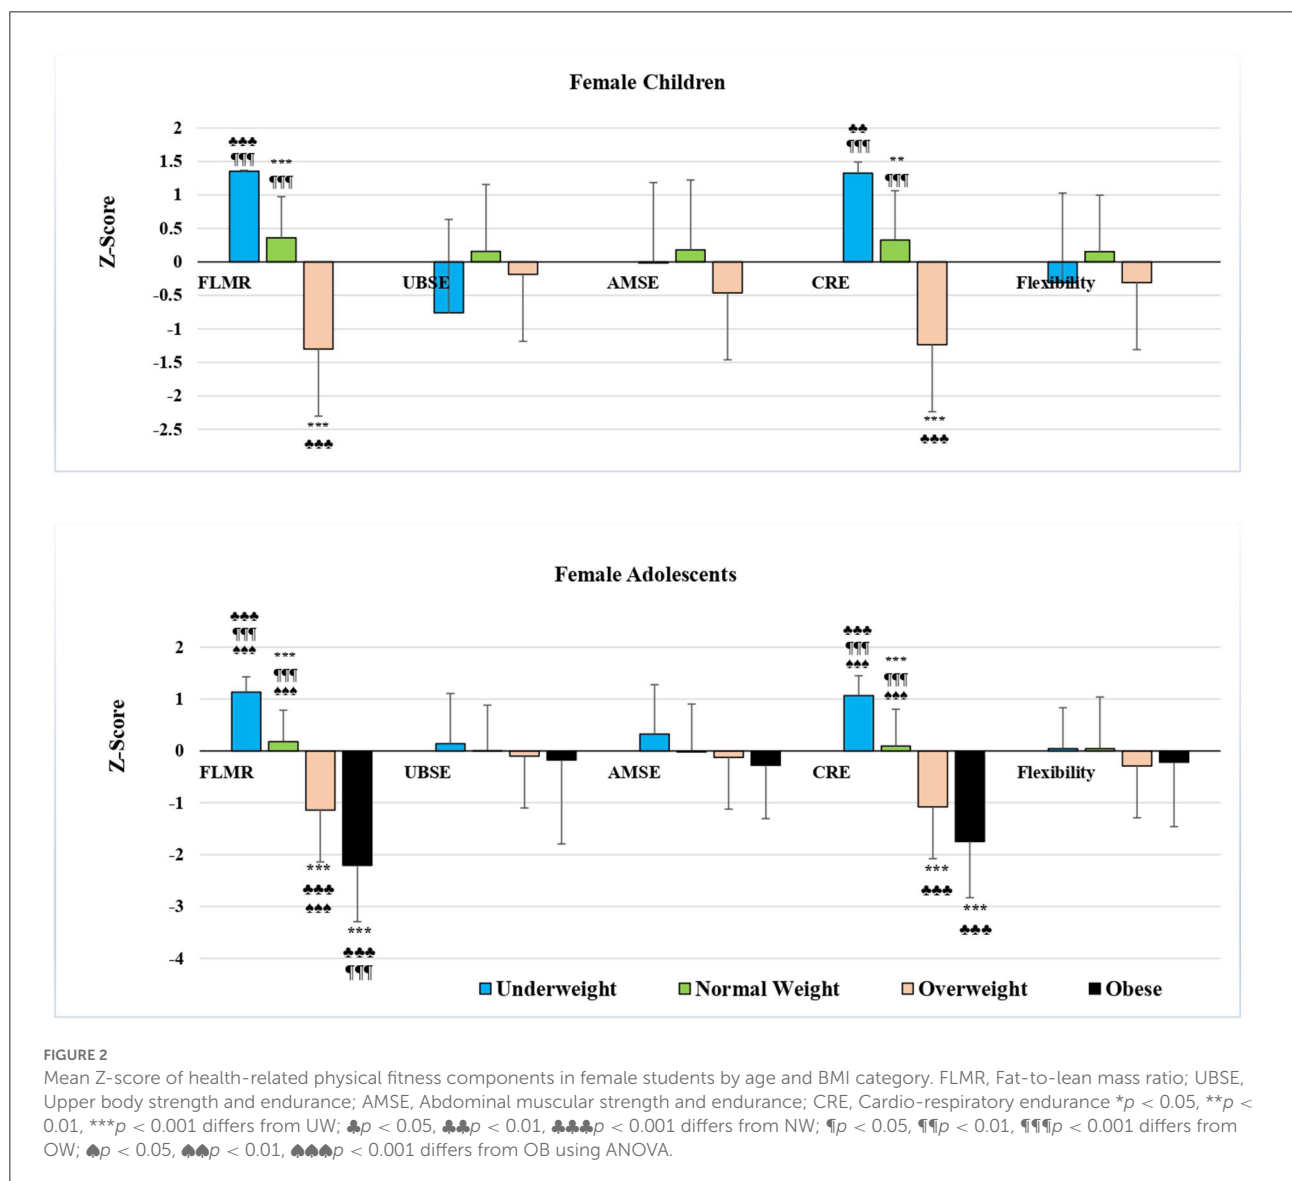 Female Children
Z-Score
2
1.5
1
0.5
0
-0.5
-1
-1.5
-2
-2.5
♣♣♣
¶¶¶
***
¶¶¶
***
♣♣♣
♣♣
¶¶¶
**
¶¶¶
***
♣♣♣
FLMR
UBSE
AMSE
CRE
Flexibility
Female Adolescents
Z-Score
2
1
0
-1
-2
-3
-4
♣♣♣
¶¶¶
♠♠♠
***
¶¶¶
♠♠♠
***
♣♣♣
♠♠♠
***
♣♣♣
¶¶¶
♣♣♣
¶¶¶
♠♠♠
***
¶¶¶
♠♠♠
***
♣♣♣
***
♣♣♣
FLMR
UBSE
AMSE
CRE
Flexibility
Underweight
Normal Weight
Overweight
Obese
FIGURE 2
Mean Z-score of health-related physical fitness components in female students by age and BMI category. FLMR, Fat-to-lean mass ratio; UBSE,
Upper body strength and endurance; AMSE, Abdominal muscular strength and endurance; CRE, Cardio-respiratory endurance *p < 0.05, **p <
0.01, ***p < 0.001 differs from UW; ♣p < 0.05, ♣♣p < 0.01, ♣♣♣p < 0.001 differs from NW; ¶p < 0.05, ¶¶p < 0.01, ¶¶¶p < 0.001 differs from
OW; ♠p < 0.05, ♠♠p < 0.01, ♠♠♠p < 0.001 differs from OB using ANOVA.